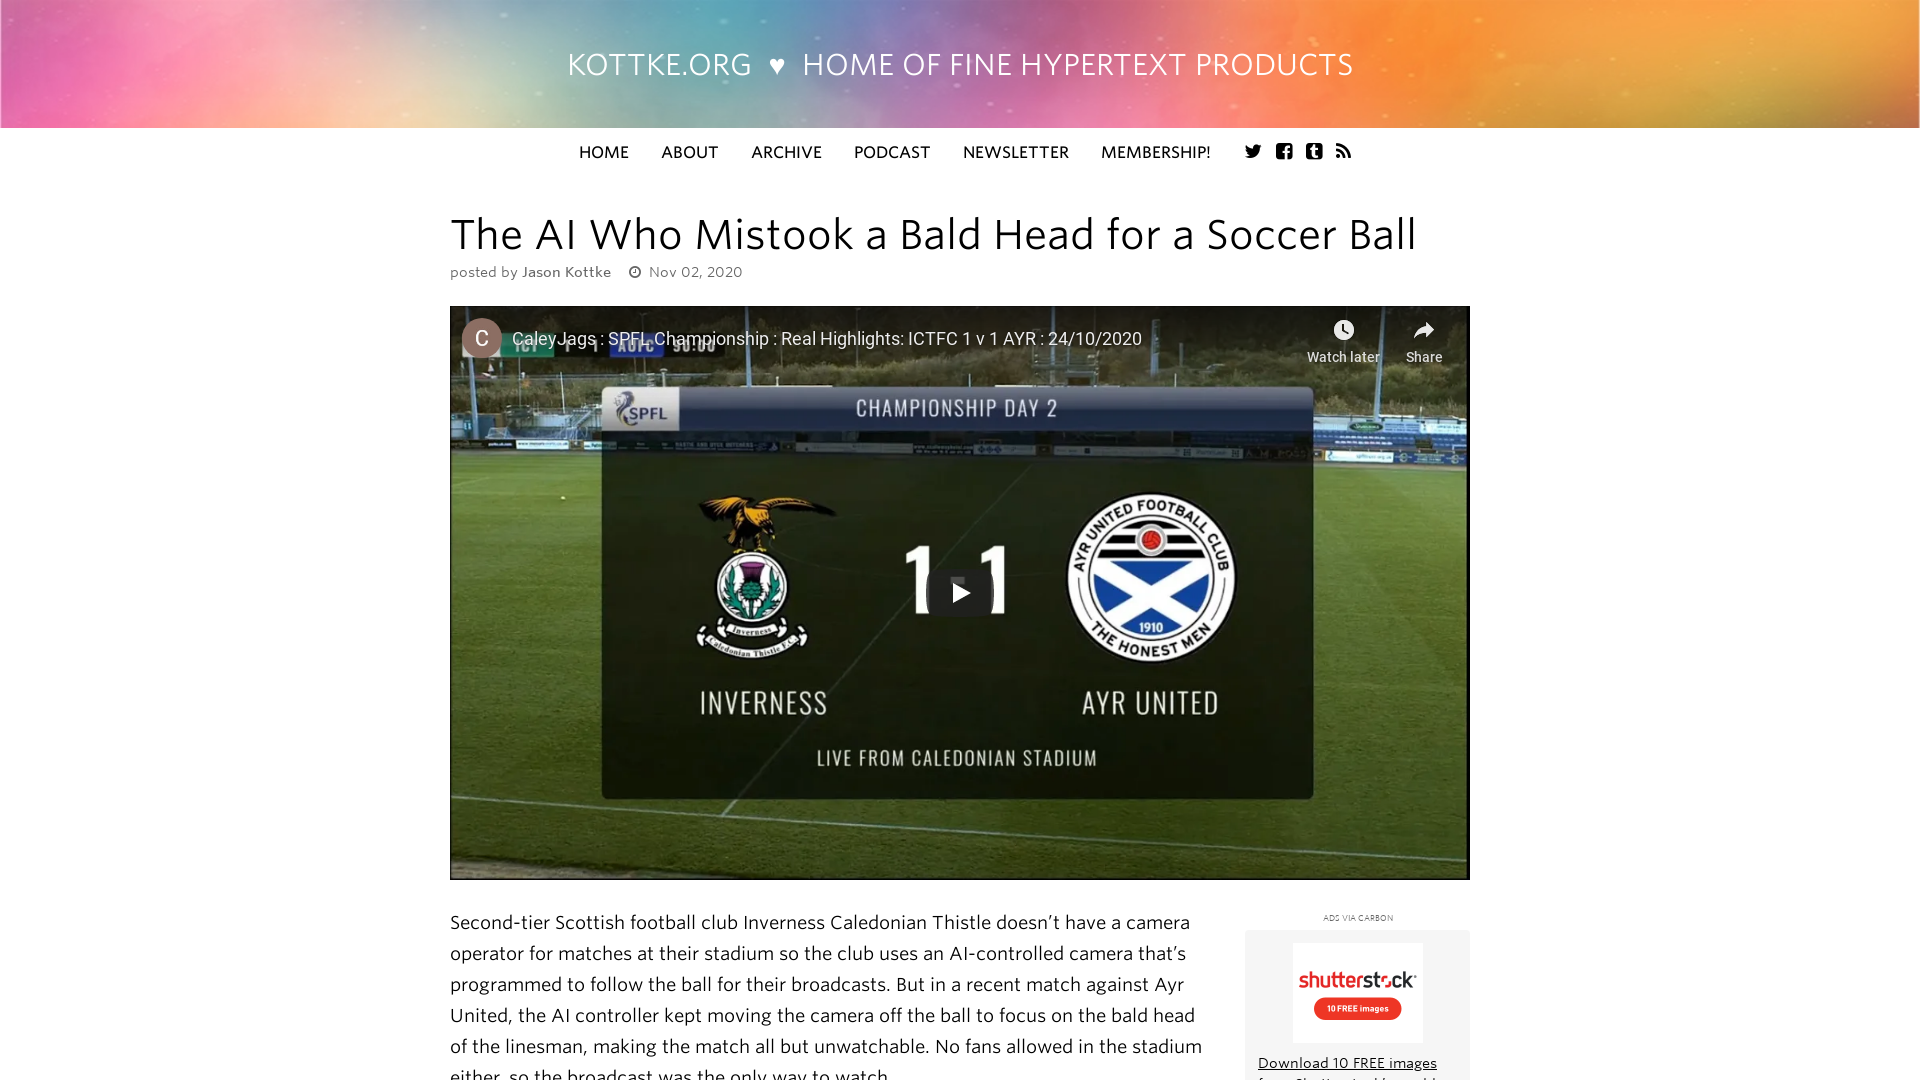 KOTTKE.ORG ♥ HOME OF FINE HYPERTEXT PRODUCTS
HOME ABOUT ARCHIVE PODCAST NEWSLETTER MEMBERSHIP!
The AI Who Mistook a Bald Head for a Soccer Ball
posted by Jason Kottke Nov 02, 2020
C CaleyJags : SPFL Championship : Real Highlights: ICTFC 1 v 1 AYR : 24/10/2020
Watch later Share
ICT 1 1 AUFC 90:00
SPFL CHAMPIONSHIP DAY 2
1 1
Inverness
Caledonian Thistle F.C.
AYR UNITED FOOTBALL CLUB
1910
THE HONEST MEN
INVERNESS AYR UNITED
LIVE FROM CALEDONIAN STADIUM
Second-tier Scottish football club Inverness Caledonian Thistle doesn’t have a camera
operator for matches at their stadium so the club uses an AI-controlled camera that’s
programmed to follow the ball for their broadcasts. But in a recent match against Ayr
United, the AI controller kept moving the camera off the ball to focus on the bald head
of the linesman, making the match all but unwatchable. No fans allowed in the stadium
either, so the broadcast was the only way to watch.
ADS VIA CARBON
shutterstock
10 FREE images
Download 10 FREE images